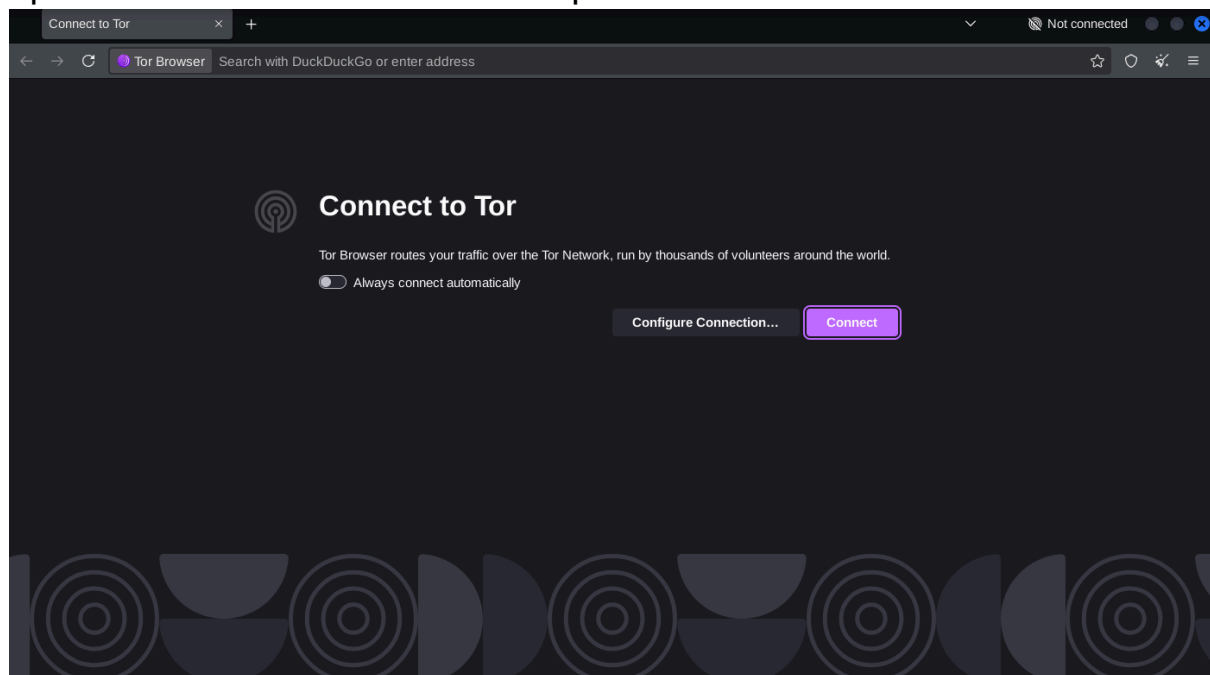 Connect to Tor
Not connected
Tor Browser Search with DuckDuckGo or enter address
Connect to Tor
Tor Browser routes your traffic over the Tor Network, run by thousands of volunteers around the world.
Always connect automatically
Configure Connection... Connect